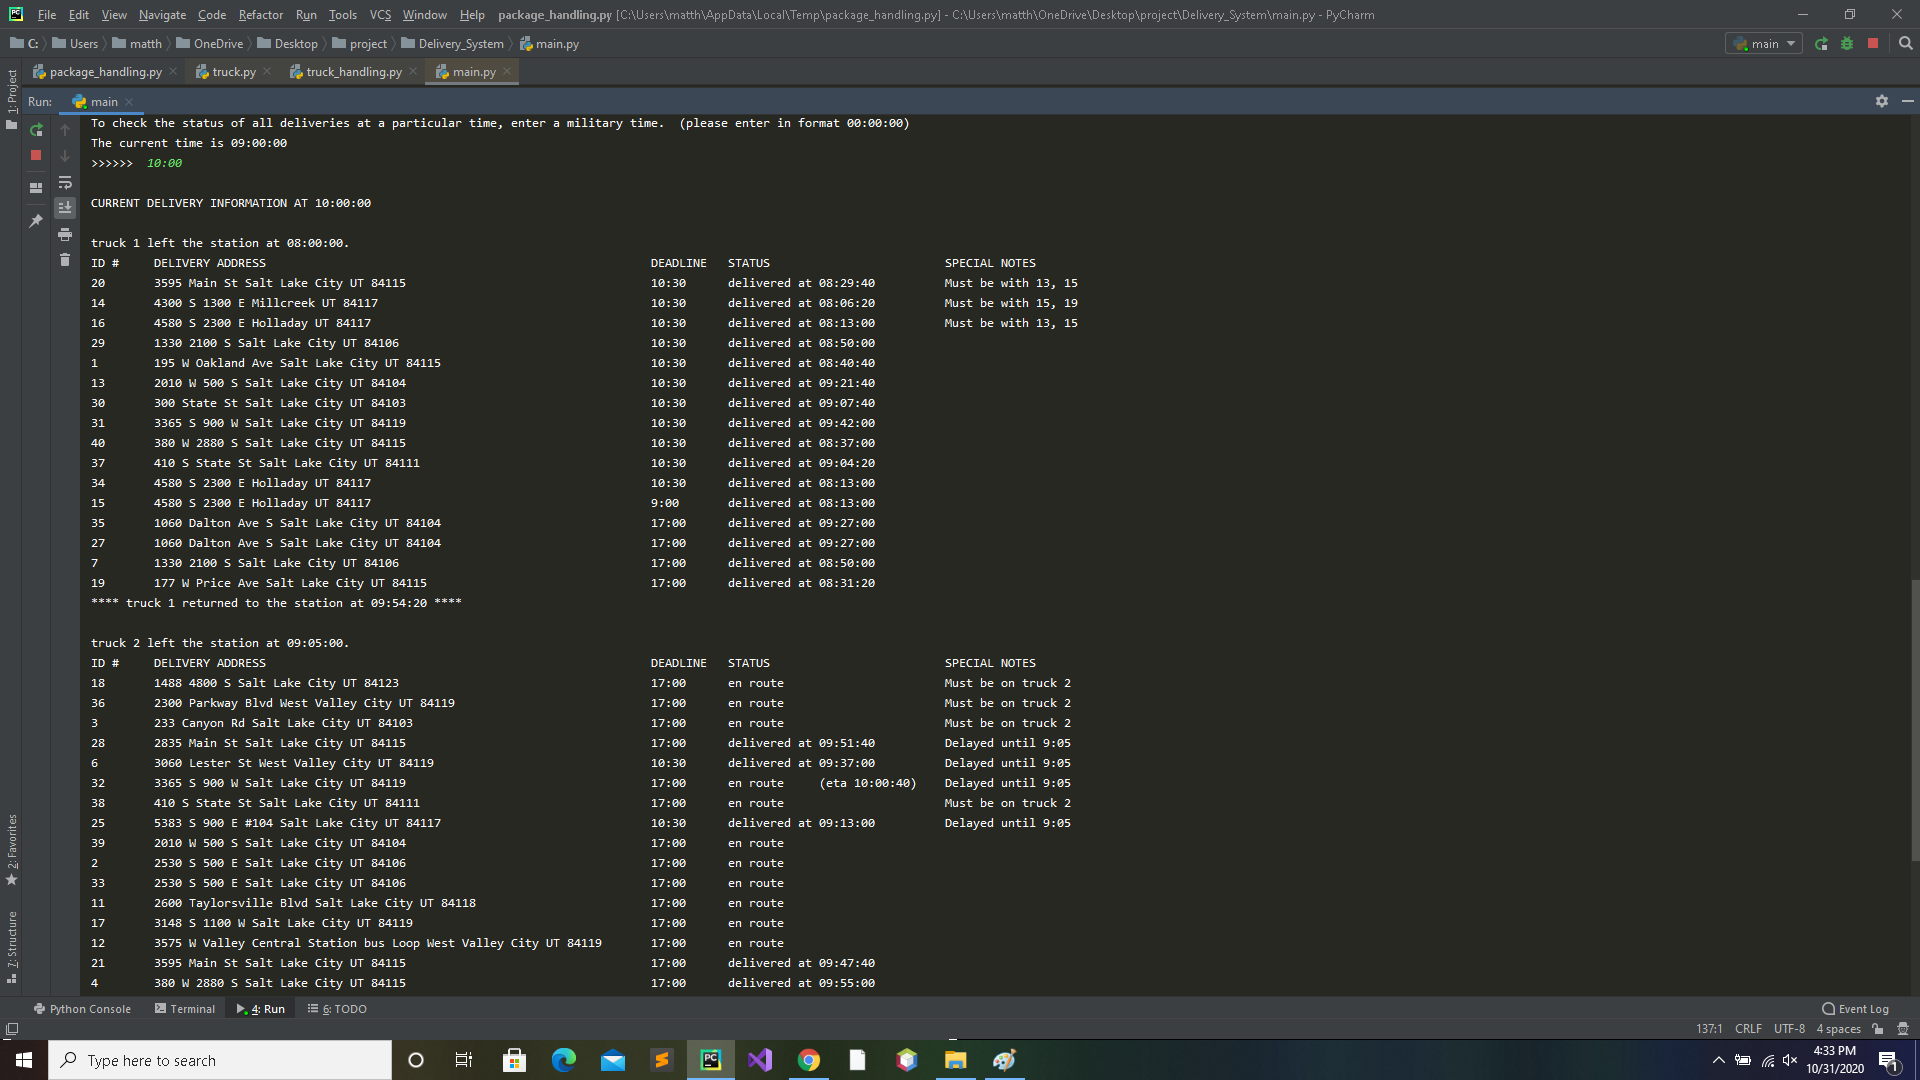 File Edit View Navigate Code Refactor Run Tools VCS Window Help package_handling.py [C:\Users\matth\AppData\Local\Temp\package_handling.py] - C:\Users\matth\OneDrive\Desktop\project\Delivery_System\main.py - PyCharm
C: Users matth OneDrive Desktop project Delivery_System main.py main
package_handling.py truck.py truck_handling.py main.py
1: Project
Run: main
To check the status of all deliveries at a particular time, enter a military time. (please enter in format 00:00:00)
The current time is 09:00:00
>>>>>> 10:00
CURRENT DELIVERY INFORMATION AT 10:00:00
truck 1 left the station at 08:00:00.
ID # DELIVERY ADDRESS DEADLINE STATUS SPECIAL NOTES
20 3595 Main St Salt Lake City UT 84115 10:30 delivered at 08:29:40 Must be with 13, 15
14 4300 S 1300 E Millcreek UT 84117 10:30 delivered at 08:06:20 Must be with 15, 19
16 4580 S 2300 E Holladay UT 84117 10:30 delivered at 08:13:00 Must be with 13, 15
29 1330 2100 S Salt Lake City UT 84106 10:30 delivered at 08:50:00
1 195 W Oakland Ave Salt Lake City UT 84115 10:30 delivered at 08:40:40
13 2010 W 500 S Salt Lake City UT 84104 10:30 delivered at 09:21:40
30 300 State St Salt Lake City UT 84103 10:30 delivered at 09:07:40
31 3365 S 900 W Salt Lake City UT 84119 10:30 delivered at 09:42:00
40 380 W 2880 S Salt Lake City UT 84115 10:30 delivered at 08:37:00
37 410 S State St Salt Lake City UT 84111 10:30 delivered at 09:04:20
34 4580 S 2300 E Holladay UT 84117 10:30 delivered at 08:13:00
15 4580 S 2300 E Holladay UT 84117 9:00 delivered at 08:13:00
35 1060 Dalton Ave S Salt Lake City UT 84104 17:00 delivered at 09:27:00
27 1060 Dalton Ave S Salt Lake City UT 84104 17:00 delivered at 09:27:00
7 1330 2100 S Salt Lake City UT 84106 17:00 delivered at 08:50:00
19 177 W Price Ave Salt Lake City UT 84115 17:00 delivered at 08:31:20
**** truck 1 returned to the station at 09:54:20 ****
truck 2 left the station at 09:05:00.
ID # DELIVERY ADDRESS DEADLINE STATUS SPECIAL NOTES
18 1488 4800 S Salt Lake City UT 84123 17:00 en route Must be on truck 2
36 2300 Parkway Blvd West Valley City UT 84119 17:00 en route Must be on truck 2
3 233 Canyon Rd Salt Lake City UT 84103 17:00 en route Must be on truck 2
28 2835 Main St Salt Lake City UT 84115 17:00 delivered at 09:51:40 Delayed until 9:05
6 3060 Lester St West Valley City UT 84119 10:30 delivered at 09:37:00 Delayed until 9:05
32 3365 S 900 W Salt Lake City UT 84119 17:00 en route (eta 10:00:40) Delayed until 9:05
38 410 S State St Salt Lake City UT 84111 17:00 en route Must be on truck 2
25 5383 S 900 E #104 Salt Lake City UT 84117 10:30 delivered at 09:13:00 Delayed until 9:05
39 2010 W 500 S Salt Lake City UT 84104 17:00 en route
2 2530 S 500 E Salt Lake City UT 84106 17:00 en route
33 2530 S 500 E Salt Lake City UT 84106 17:00 en route
11 2600 Taylorsville Blvd Salt Lake City UT 84118 17:00 en route
17 3148 S 1100 W Salt Lake City UT 84119 17:00 en route
12 3575 W Valley Central Station bus Loop West Valley City UT 84119 17:00 en route
21 3595 Main St Salt Lake City UT 84115 17:00 delivered at 09:47:40
4 380 W 2880 S Salt Lake City UT 84115 17:00 delivered at 09:55:00
2: Favorites
7: Structure
Python Console Terminal 4: Run 6: TODO Event Log
137:1 CRLF UTF-8 4 spaces
Type here to search
4:33 PM
10/31/2020
1